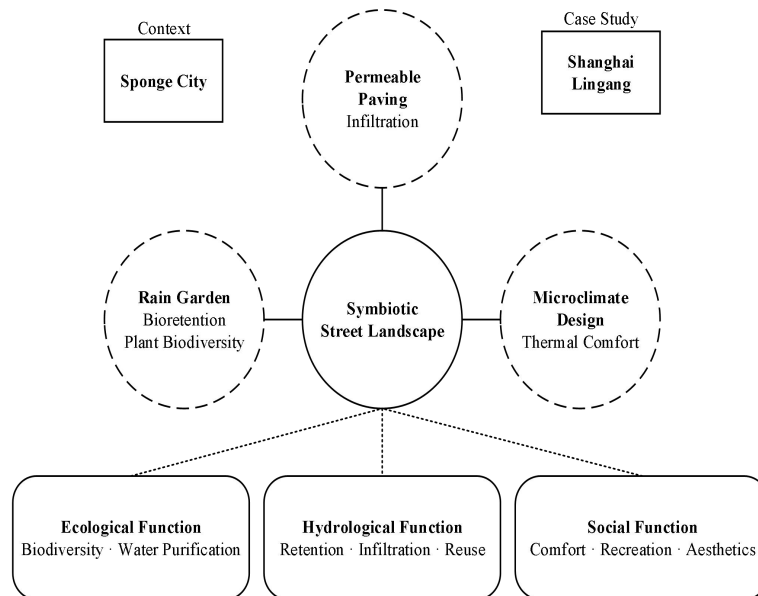 Context
Sponge City
Case Study
Shanghai
Lingang
Permeable
Paving
Infiltration
Rain Garden
Bioretention
Plant Biodiversity
Symbiotic
Street Landscape
Microclimate
Design
Thermal Comfort
Ecological Function
Biodiversity · Water Purification
Hydrological Function
Retention · Infiltration · Reuse
Social Function
Comfort · Recreation · Aesthetics